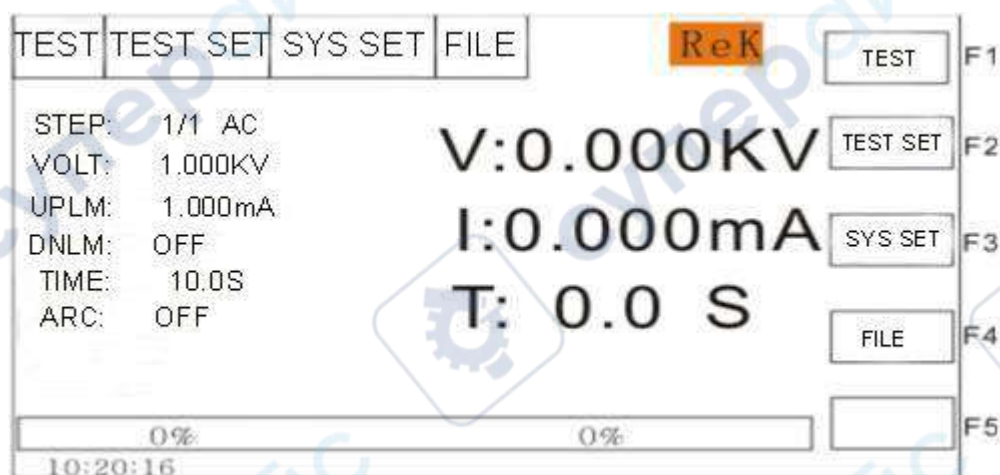 TEST TEST SET SYS SET FILE ReK TEST F1
STEP: 1/1 AC
VOLT: 1.000KV
UPLM: 1.000mA
DNLM: OFF
TIME: 10.0S
ARC: OFF
V:0.000KV
I:0.000mA
T: 0.0 S
TEST SET F2
SYS SET F3
FILE F4
F5
0% 0%
10:20:16